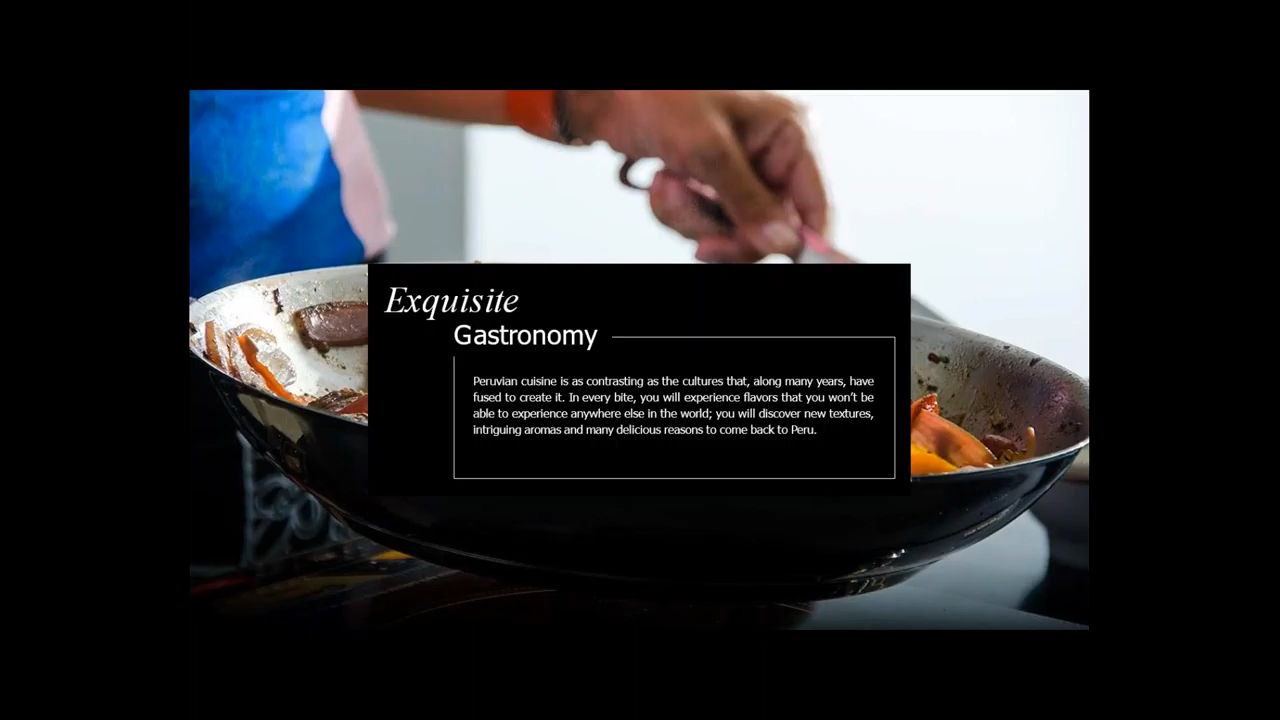 Exquisite
Gastronomy
Peruvian cuisine is as contrasting as the cultures that, along many years, have
fused to create it. In every bite, you will experience flavors that you won't be
able to experience anywhere else in the world; you will discover new textures,
intriguing aromas and many delicious reasons to come back to Peru.